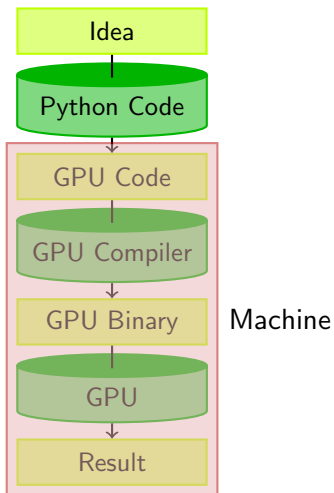 Idea
Python Code
GPU Code
GPU Compiler
GPU Binary
Machine
GPU
Result